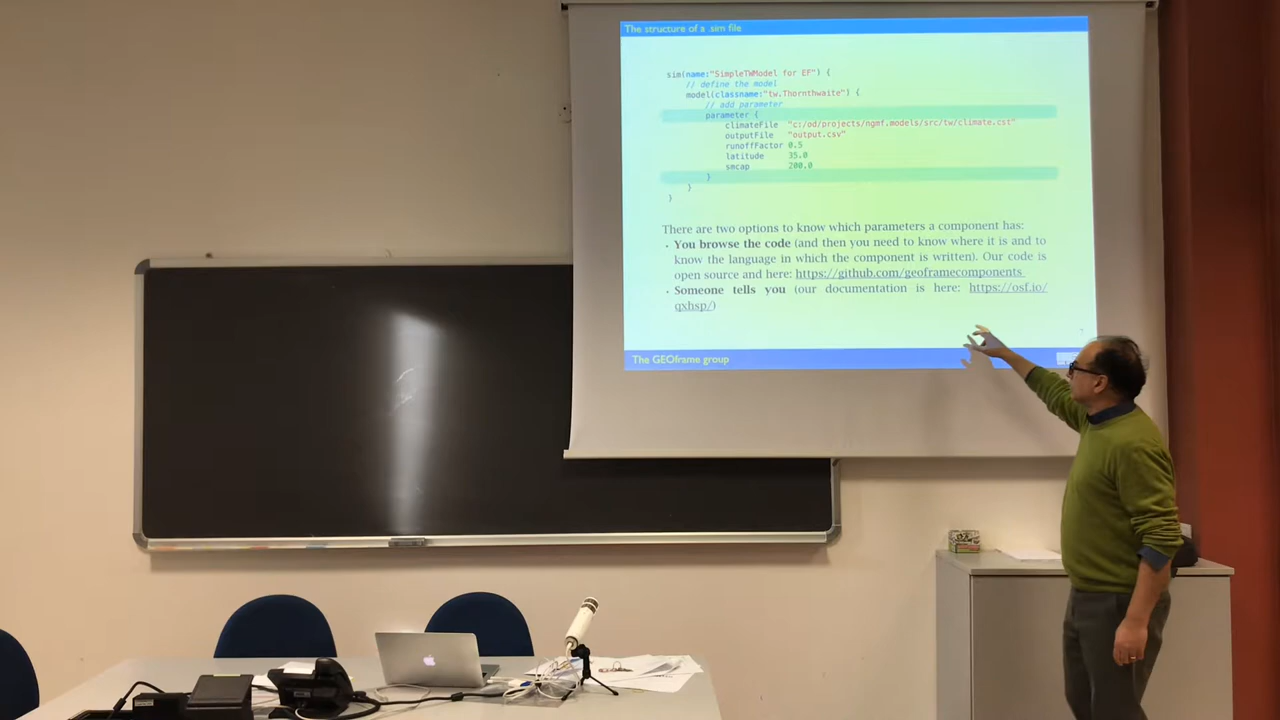 The structure of a .sim file
sim(name:"SimpleTWModel for EF") {
// define the model
model(classname:"tw.Thornthwaite") {
// add parameter
parameter {
climateFile "c:/od/projects/ngmf.models/src/tw/climate.cst"
outputFile "output.csv"
runoffFactor 0.5
latitude 35.0
smcap 200.0
}
}
}
There are two options to know which parameters a component has:
· You browse the code (and then you need to know where it is and to
know the language in which the component is written). Our code is
open source and here: https://github.com/geoframecomponents
· Someone tells you (our documentation is here: https://osf.io/
qxhsp/)
7
The GEOframe group